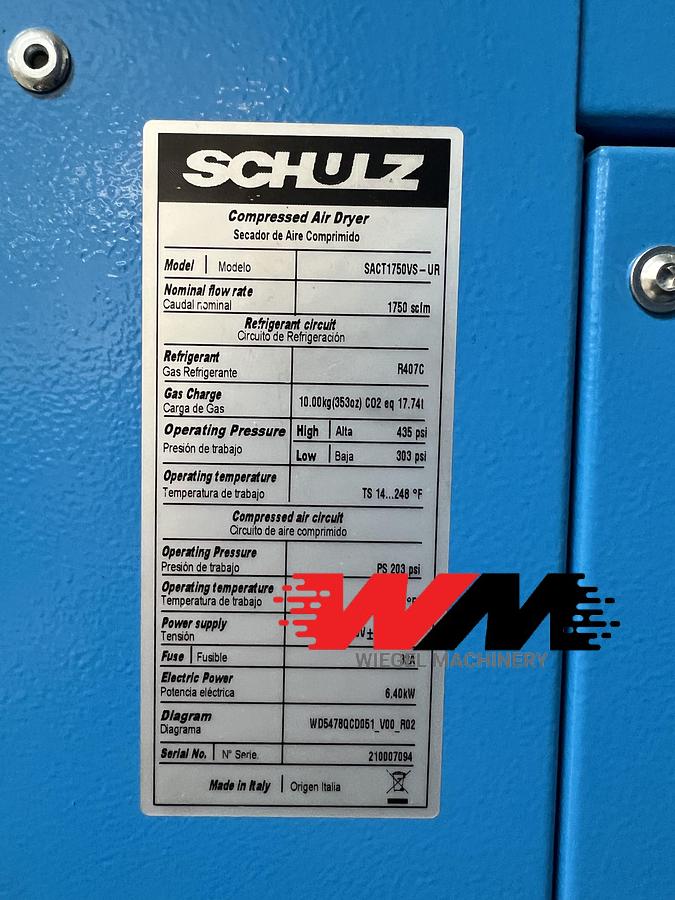 SCHULZ
Compressed Air Dryer
Secador de Aire Comprimido
Model | Modelo SACT1750VS-UR
Nominal flow rate
Caudal nominal 1750 scfm
Refrigerant circuit
Circuito de Refrigeración
Refrigerant
Gas Refrigerante R407C
Gas Charge
Carga de Gas 10.00kg(353oz) CO2 eq 17.74t
Operating Pressure High | Alta 435 psi
Presión de trabajo Low | Baja 303 psi
Operating temperature
Temperatura de trabajo TS 14...248 °F
Compressed air circuit
Circuito de aire comprimido
Operating Pressure
Presión de trabajo PS 203 psi
Operating temperature
Temperatura de trabajo
Power supply
Tensión
Fuse | Fusible
Electric Power
Potencia eléctrica 6,40kW
Diagram
Diagrama WD5478QCD051_V00_R02
Serial No. | N° Serie. 210007094
Made in Italy | Origen Italia
WM
WIEGEL MACHINERY